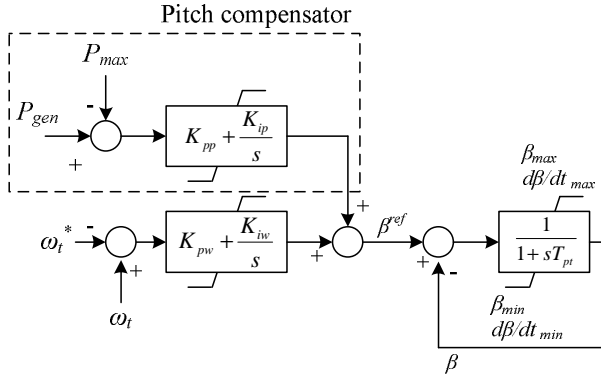 Pitch compensator
P_max
-
P_gen
+
K_pp + K_ip / s
+
ω_t*
-
+
ω_t
K_pw + K_iw / s
+
β^ref
+
-
β_max
dβ/dt_max
1 / 1 + sT_pt
β_min
dβ/dt_min
β